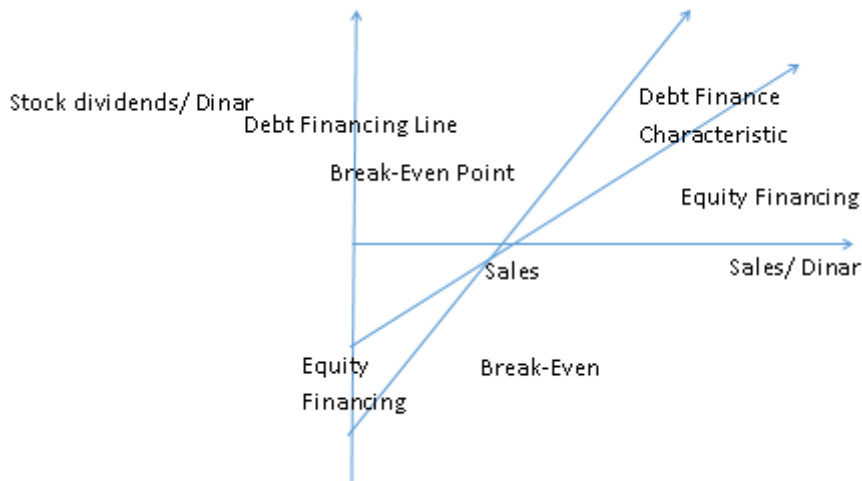 Stock dividends/ Dinar
Debt Financing Line
Break-Even Point
Debt Finance
Characteristic
Equity Financing
Sales
Sales/ Dinar
Equity
Financing
Break-Even